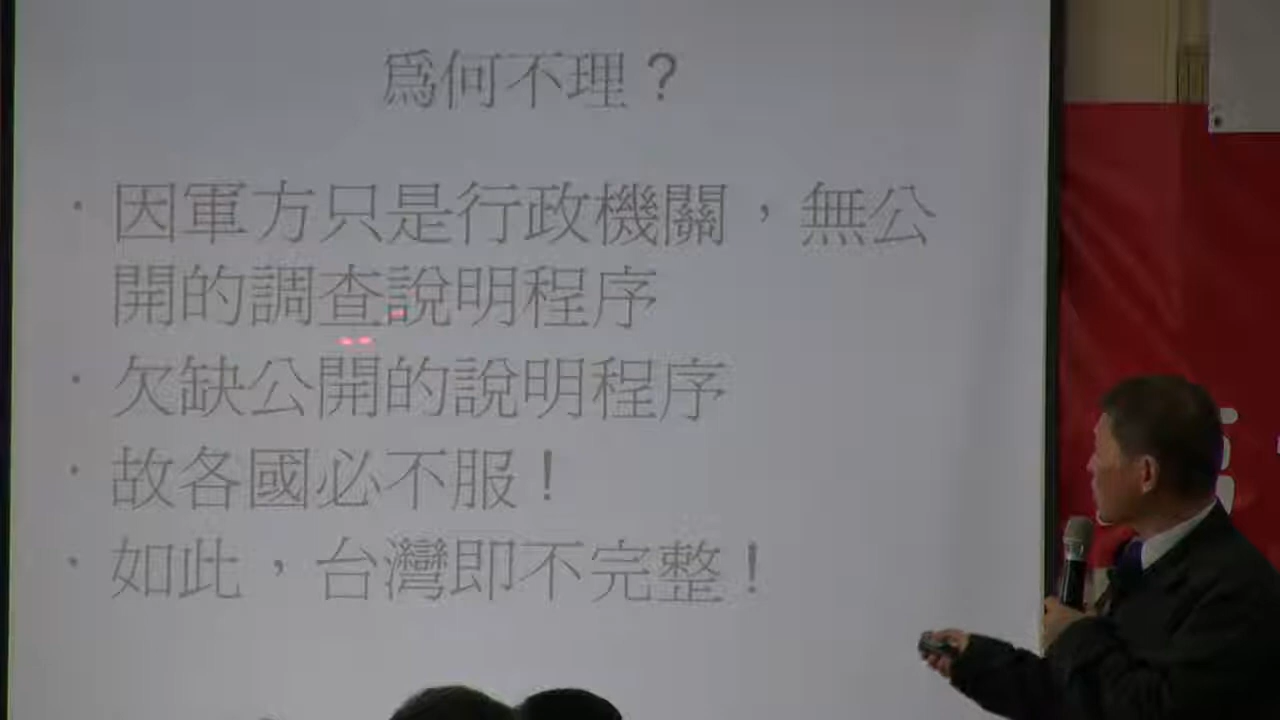 爲何不理？
· 因軍方只是行政機關，無公
開的調查說明程序
· 欠缺公開的說明程序
· 故各國必不服！
· 如此，台灣即不完整！